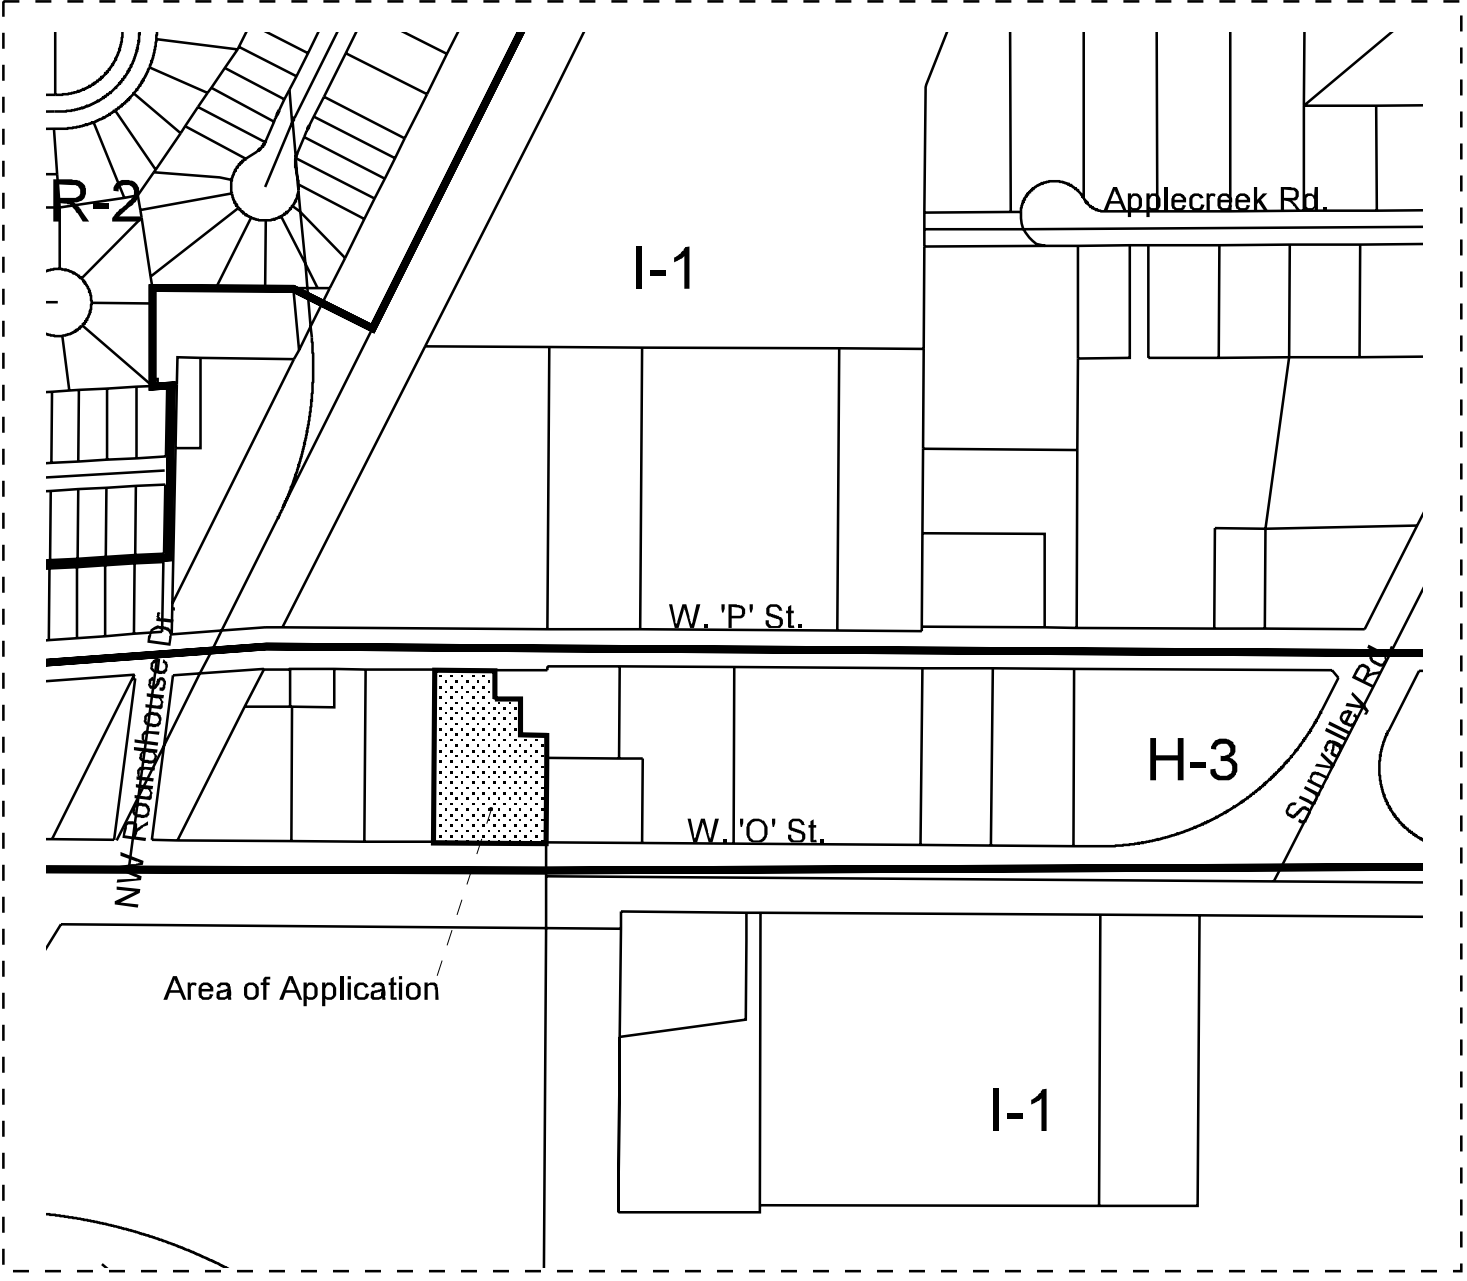 R-2
Applecreek Rd.
I-1
W. 'P' St.
NW Roundhouse Dr.
Sunvalley Rd.
H-3
W. 'O' St.
Area of Application
I-1